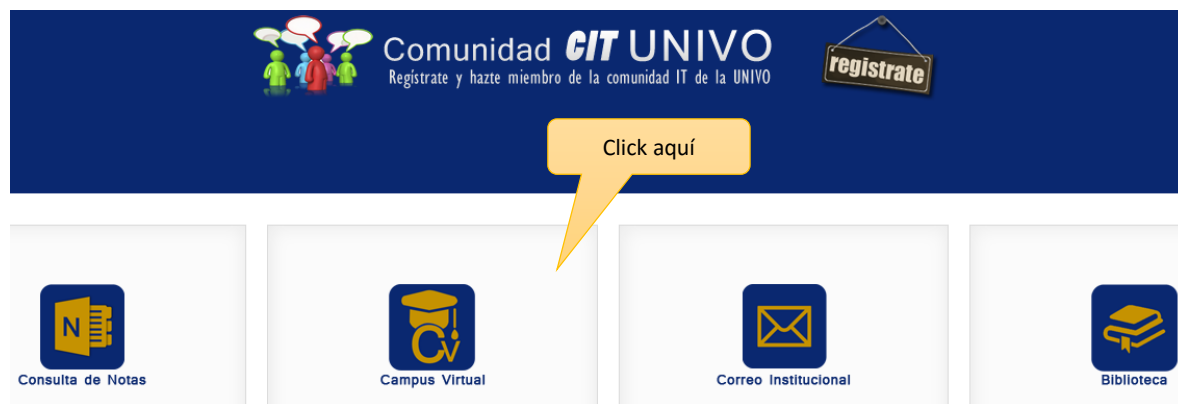 Comunidad CIT UNIVO
Regístrate y hazte miembro de la comunidad IT de la UNIVO
registrate
Click aquí
N
Consulta de Notas
CV
Campus Virtual
Correo Institucional
Biblioteca